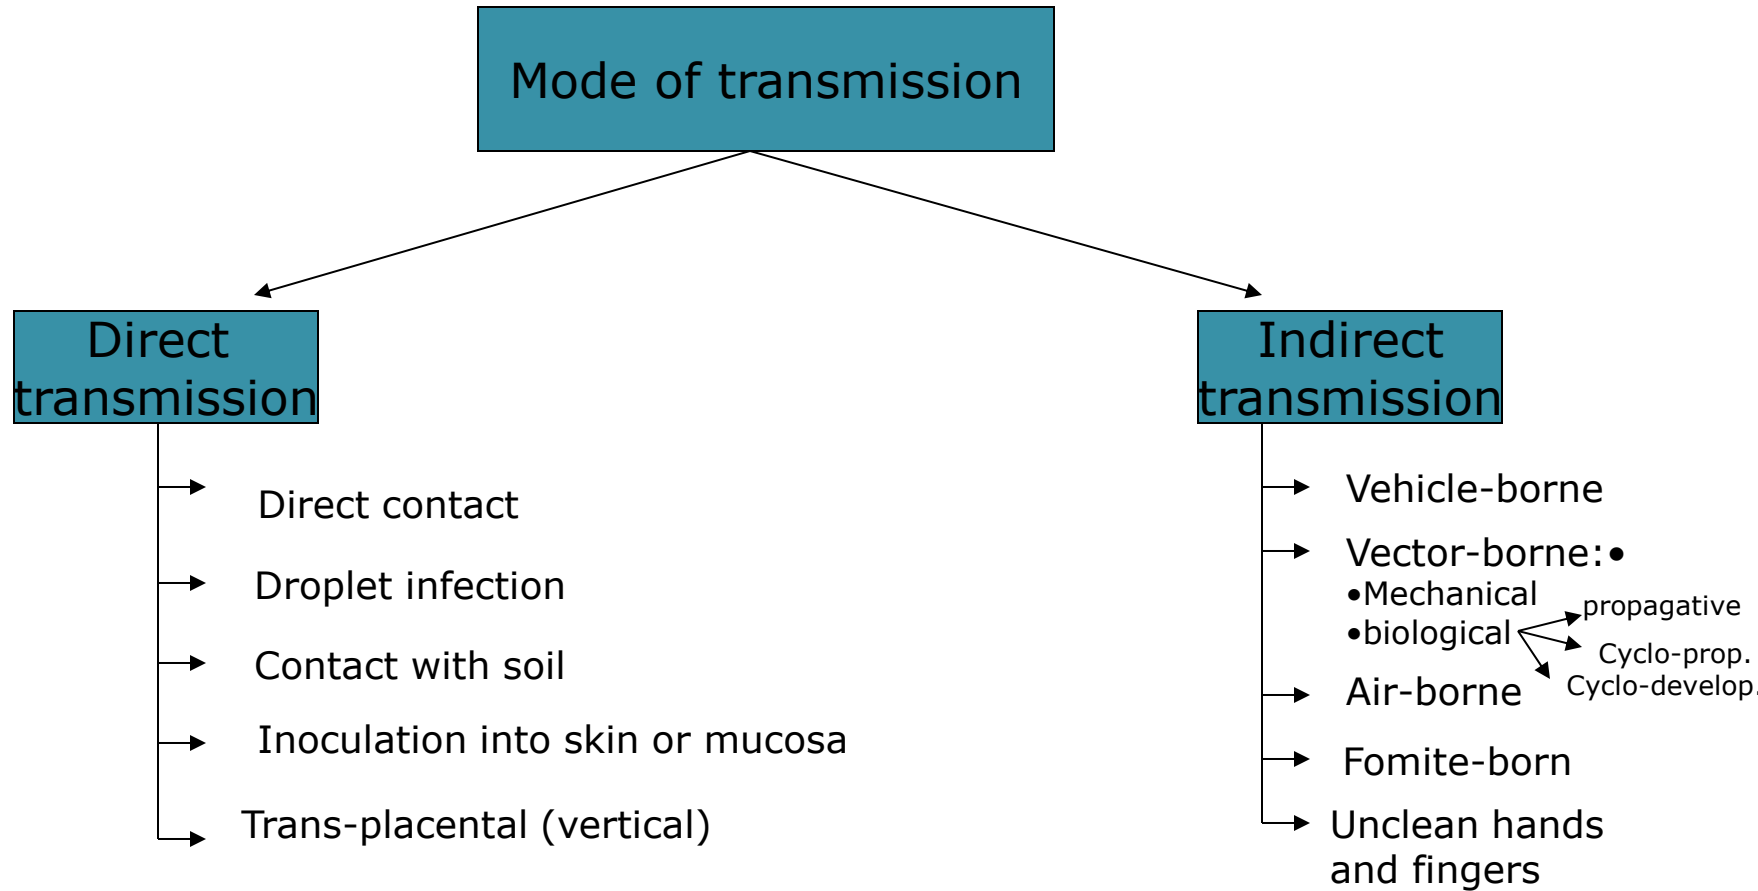 Mode of transmission
Direct
transmission
Direct contact
Droplet infection
Contact with soil
Inoculation into skin or mucosa
Trans-placental (vertical)
Indirect
transmission
Vehicle-borne
Vector-borne:•
•Mechanical
•biological
propagative
Cyclo-prop.
Cyclo-develop.
Air-borne
Fomite-born
Unclean hands
and fingers